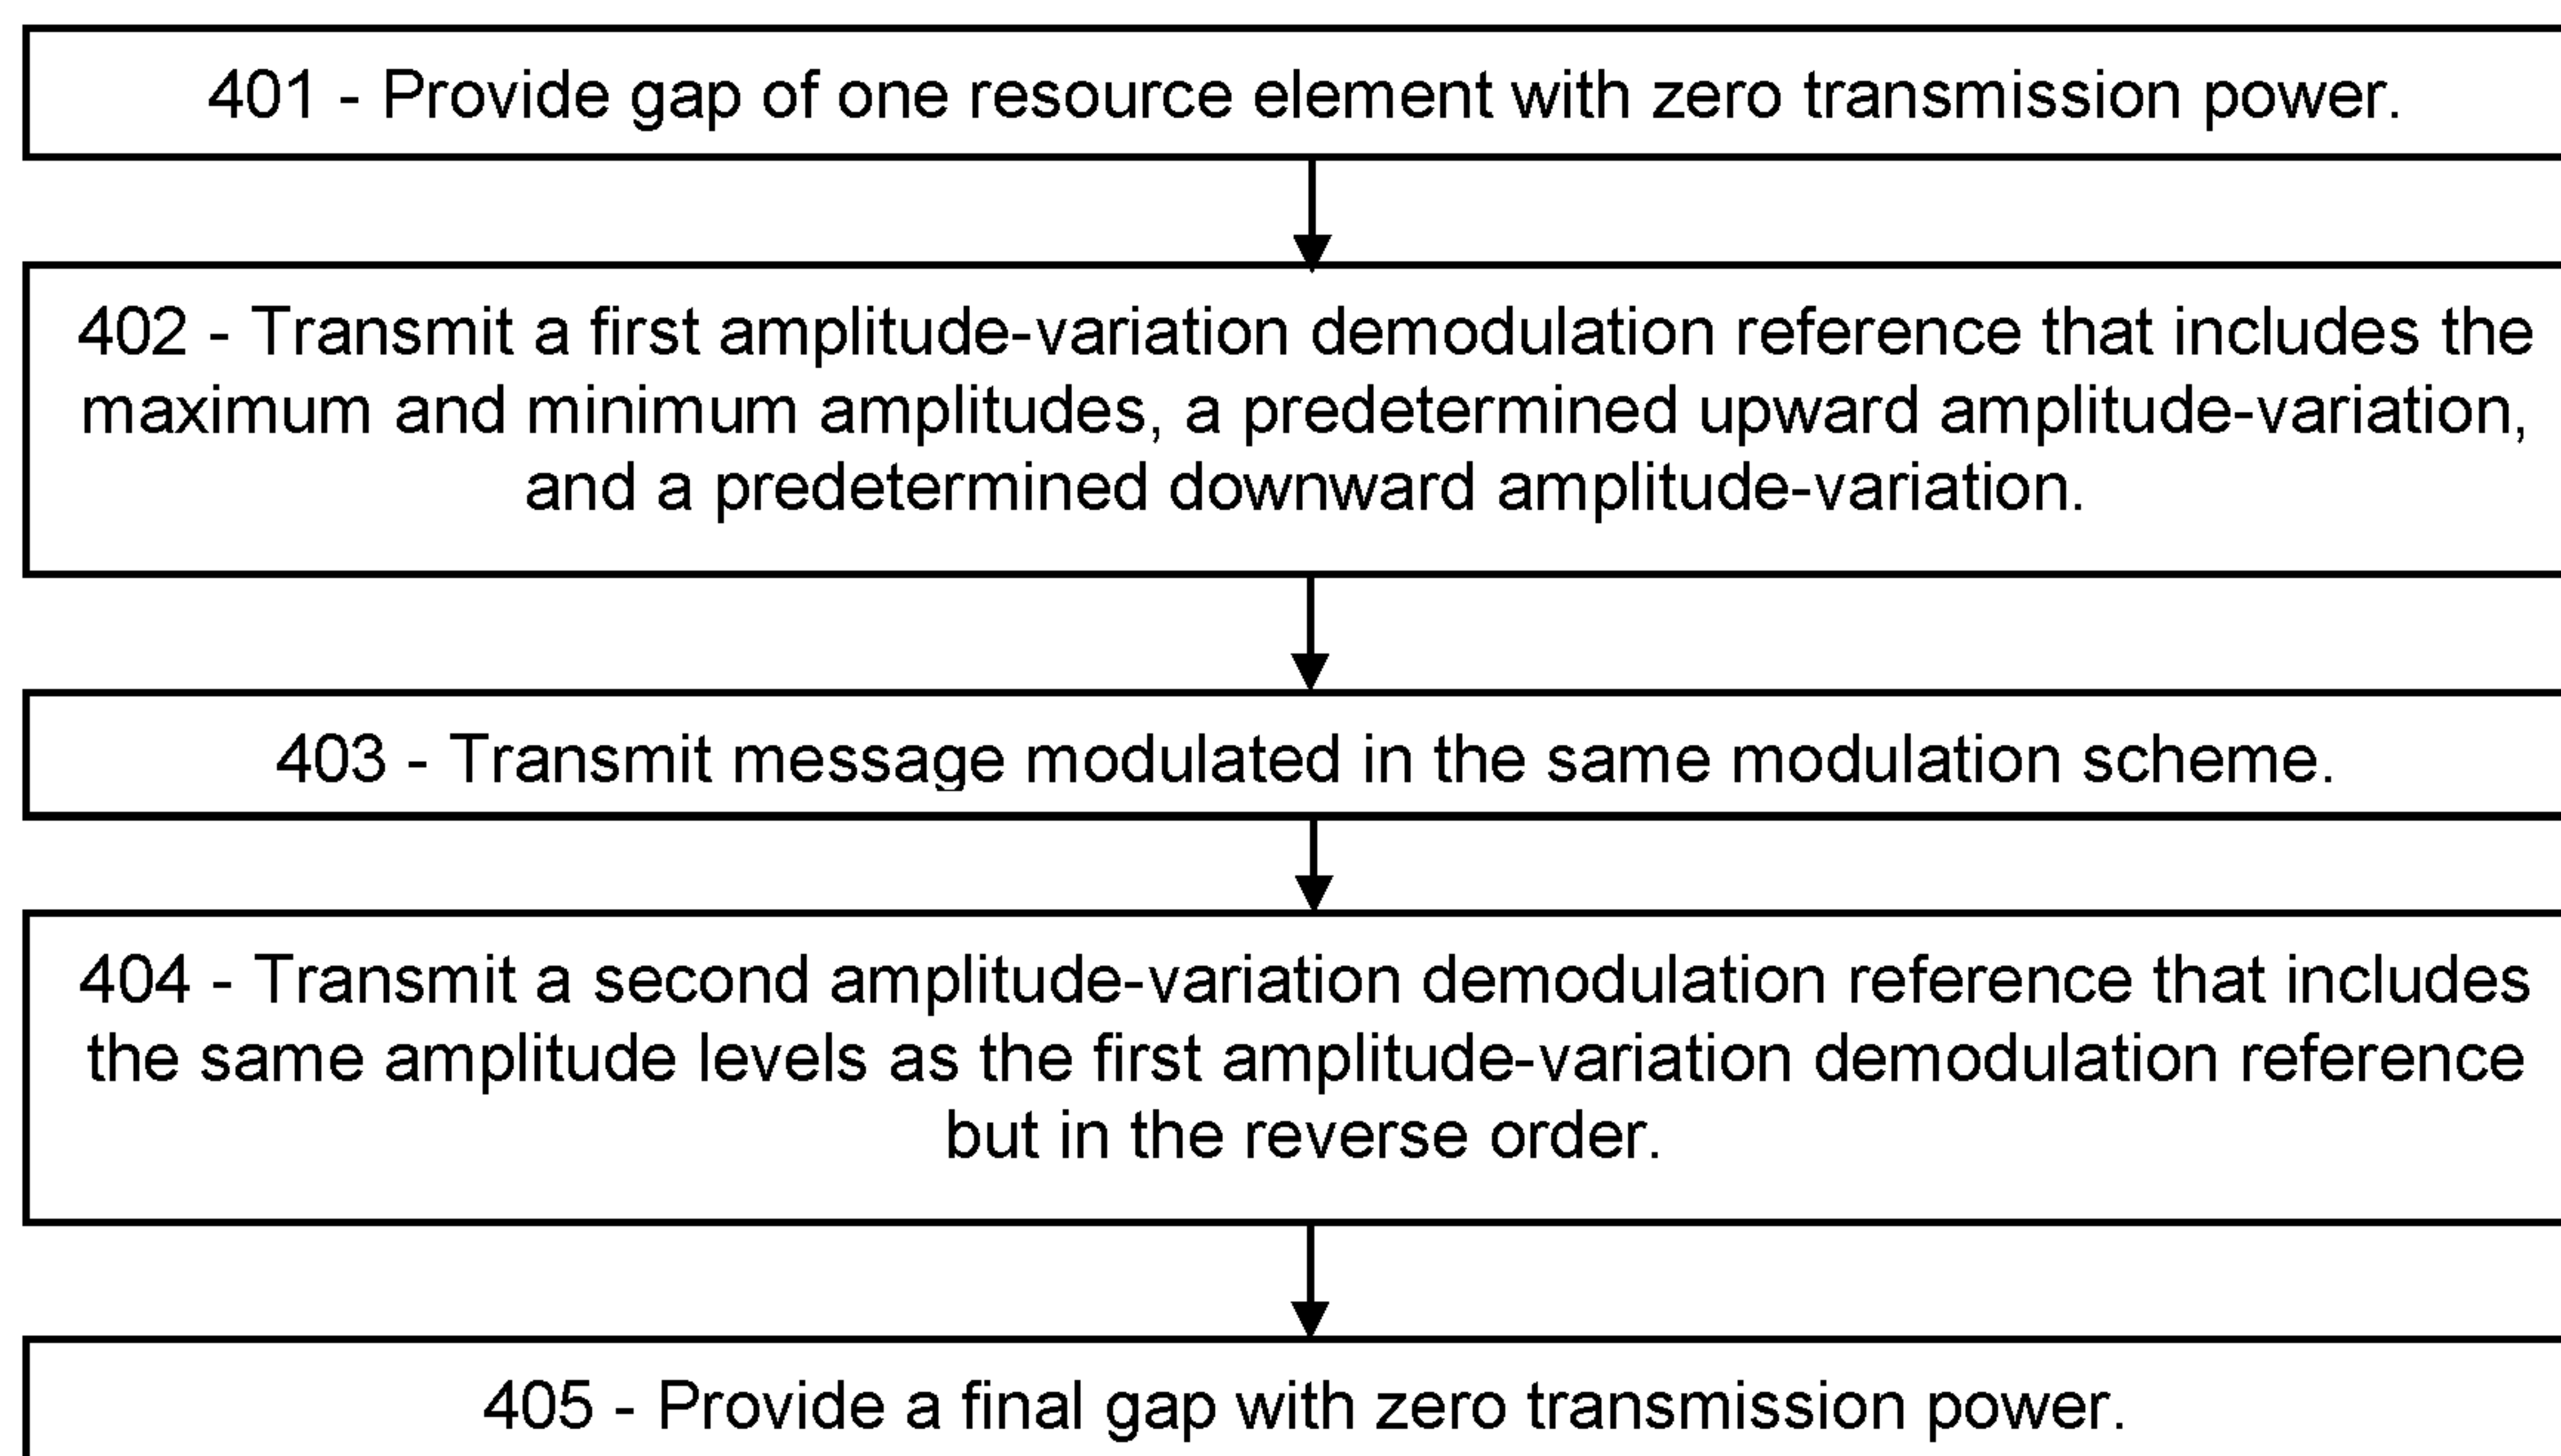 401 - Provide gap of one resource element with zero transmission power.
402 - Transmit a first amplitude-variation demodulation reference that includes the
maximum and minimum amplitudes, a predetermined upward amplitude-variation,
and a predetermined downward amplitude-variation.
403 - Transmit message modulated in the same modulation scheme.
404 - Transmit a second amplitude-variation demodulation reference that includes
the same amplitude levels as the first amplitude-variation demodulation reference
but in the reverse order.
405 - Provide a final gap with zero transmission power.